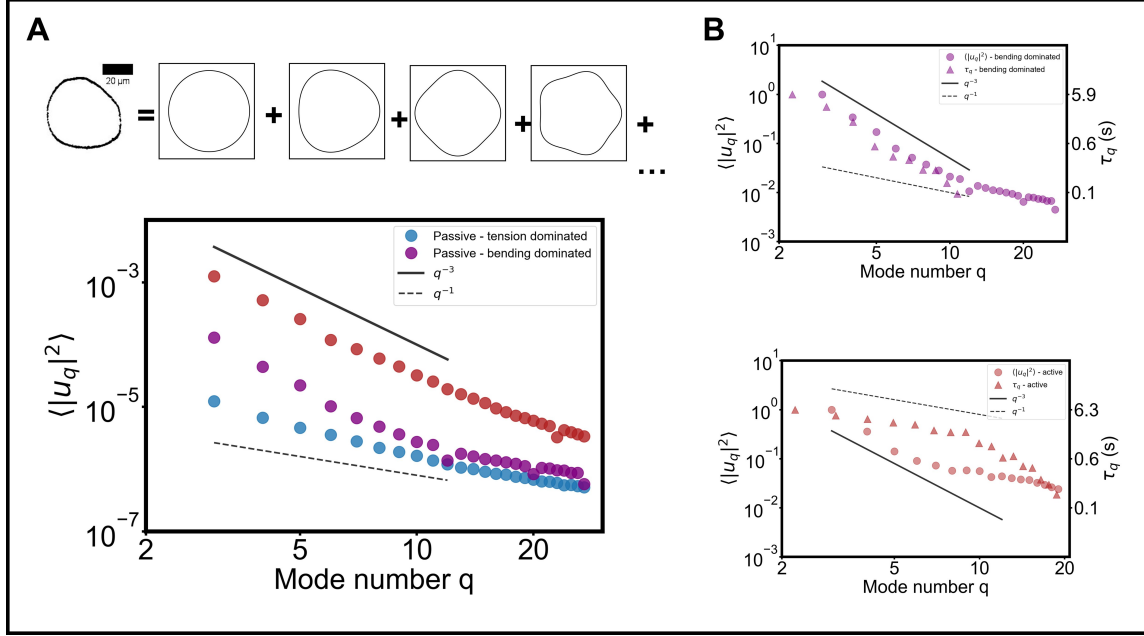 A
20 µm
= + + + + ...
⟨|u_q|^2⟩
10^{-3}
10^{-5}
10^{-7}
Passive - tension dominated
Passive - bending dominated
q^{-3}
q^{-1}
2 5 10 20
Mode number q
B
⟨|u_q|^2⟩
10^1
10^0
10^{-1}
10^{-2}
10^{-3}
⟨|u_q|^2⟩ - bending dominated
τ_q - bending dominated
q^{-3}
q^{-1}
5.9
0.6
0.1
τ_q (s)
2 5 10 20
Mode number q
⟨|u_q|^2⟩
10^1
10^0
10^{-1}
10^{-2}
10^{-3}
⟨|u_q|^2⟩ - active
τ_q - active
q^{-3}
q^{-1}
6.3
0.6
0.1
τ_q (s)
2 5 10 20
Mode number q